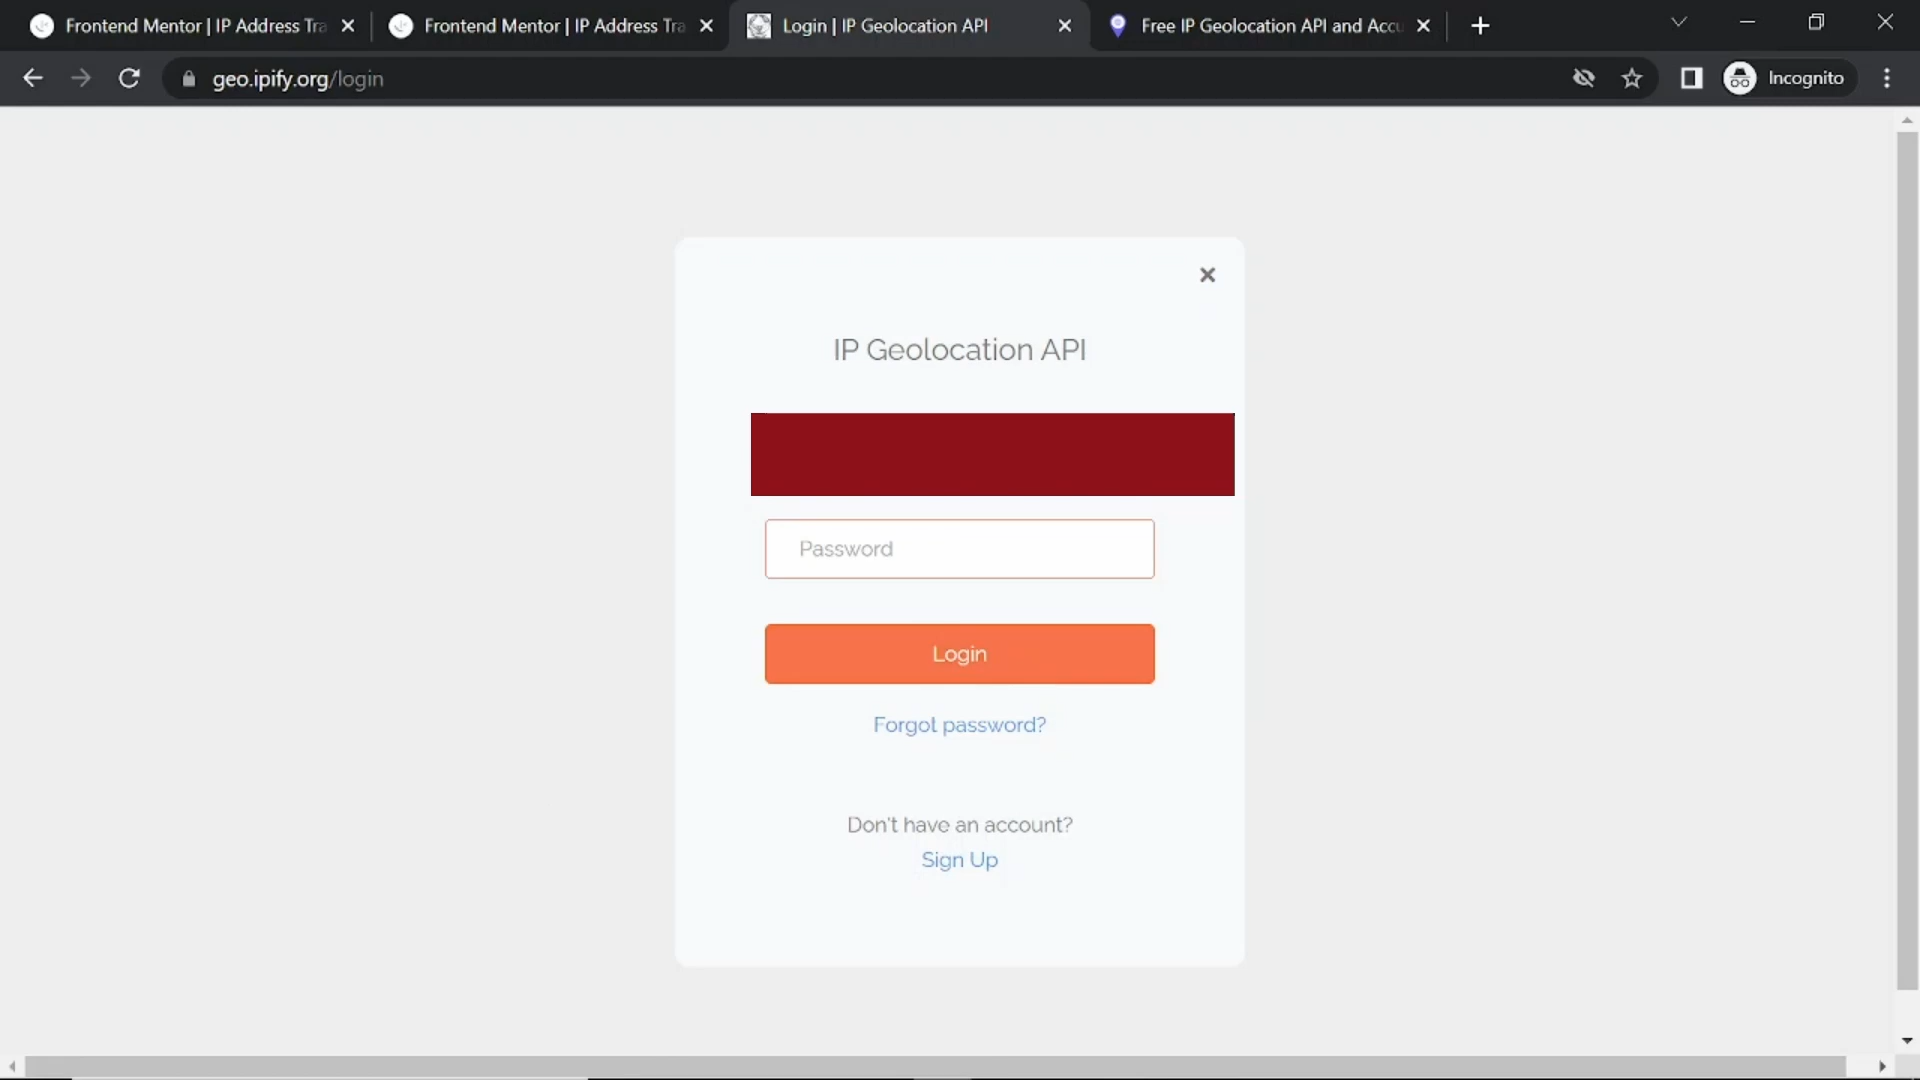 Frontend Mentor | IP Address Tra
Frontend Mentor | IP Address Tra
Login | IP Geolocation API
Free IP Geolocation API and Accu
geo.ipify.org/login
Incognito
IP Geolocation API
Password
Login
Forgot password?
Don't have an account?
Sign Up